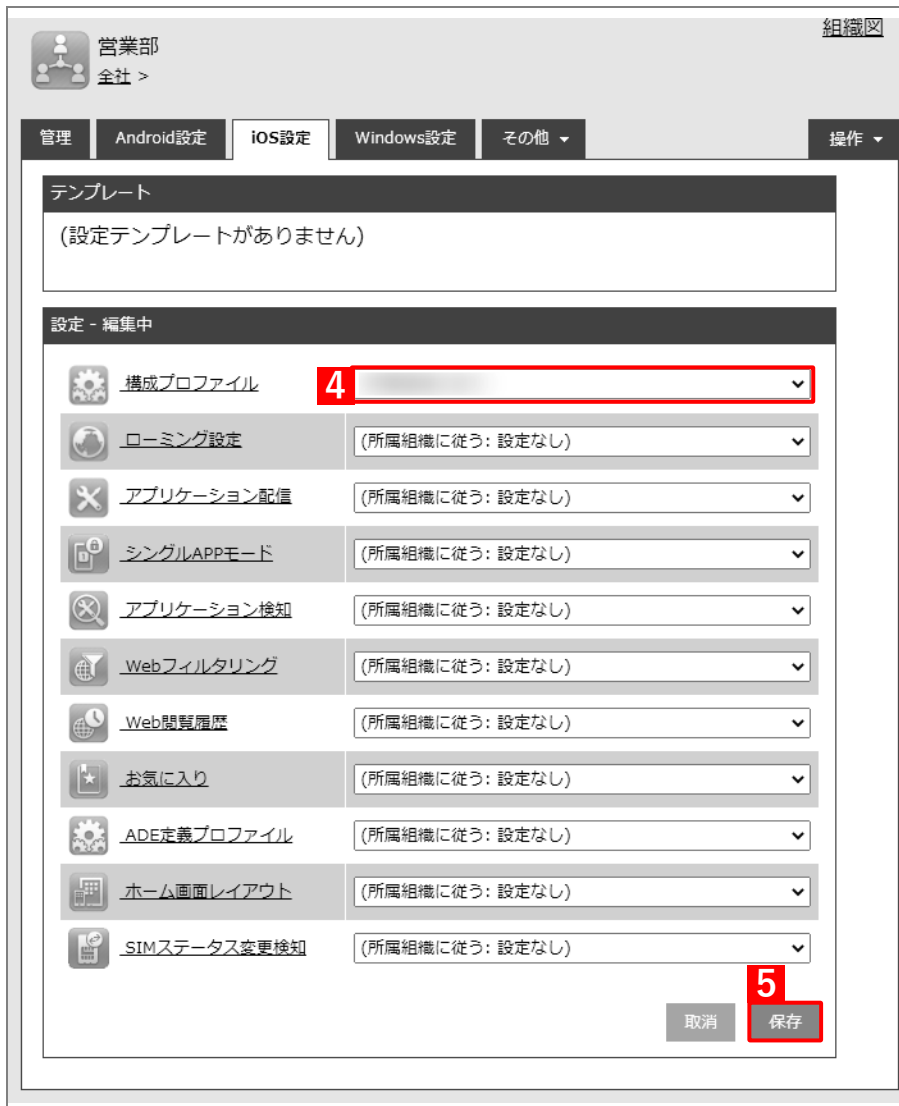 組織図
営業部
全社 >
管理 Android設定 iOS設定 Windows設定 その他 操作
テンプレート
(設定テンプレートがありません)
設定 - 編集中
構成プロファイル 4
ローミング設定 (所属組織に従う: 設定なし)
アプリケーション配信 (所属組織に従う: 設定なし)
シングルAPPモード (所属組織に従う: 設定なし)
アプリケーション検知 (所属組織に従う: 設定なし)
Webフィルタリング (所属組織に従う: 設定なし)
Web閲覧履歴 (所属組織に従う: 設定なし)
お気に入り (所属組織に従う: 設定なし)
ADE定義プロファイル (所属組織に従う: 設定なし)
ホーム画面レイアウト (所属組織に従う: 設定なし)
SIMステータス変更検知 (所属組織に従う: 設定なし)
5
取消 保存